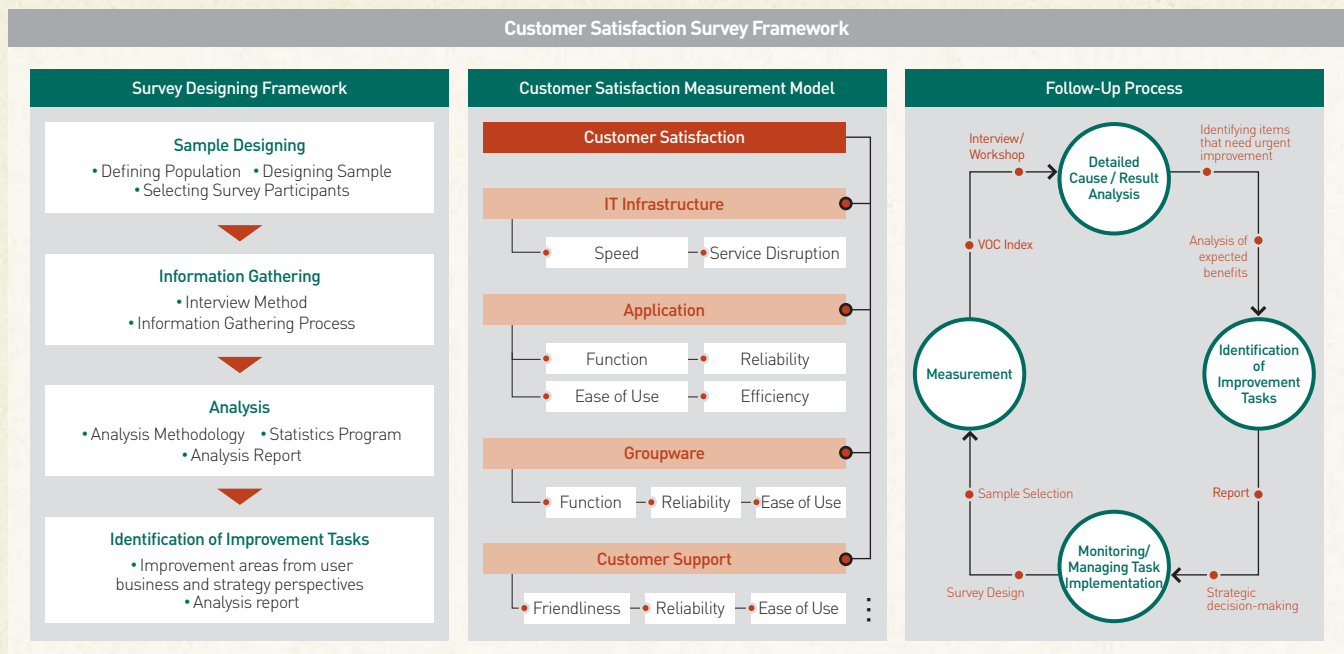 Customer Satisfaction Survey Framework
Survey Designing Framework
Sample Designing
• Defining Population • Designing Sample
• Selecting Survey Participants
Information Gathering
• Interview Method
• Information Gathering Process
Analysis
• Analysis Methodology • Statistics Program
• Analysis Report
Identification of Improvement Tasks
• Improvement areas from user
business and strategy perspectives
• Analysis report
Customer Satisfaction Measurement Model
Customer Satisfaction
IT Infrastructure
Speed
Service Disruption
Application
Function
Reliability
Ease of Use
Efficiency
Groupware
Function
Reliability
Ease of Use
Customer Support
Friendliness
Reliability
Ease of Use
Follow-Up Process
Interview/
Workshop
Detailed
Cause / Result
Analysis
Identifying items
that need urgent
improvement
VOC Index
Analysis of
expected
benefits
Measurement
Identification
of
Improvement
Tasks
Sample Selection
Report
Monitoring/
Managing Task
Implementation
Survey Design
Strategic
decision-making